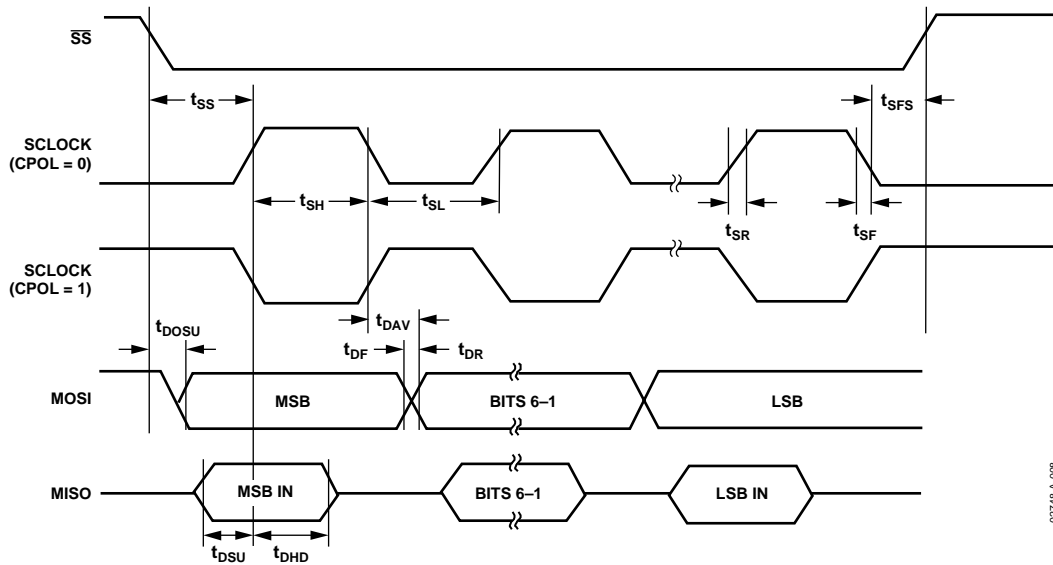 SS
tSS
tSFS
SCLOCK
(CPOL = 0)
tSH
tSL
tSR
tSF
SCLOCK
(CPOL = 1)
tDAV
tDOSU
tDF
tDR
MOSI
MSB
BITS 6–1
LSB
MISO
MSB IN
BITS 6–1
LSB IN
tDSU
tDHD